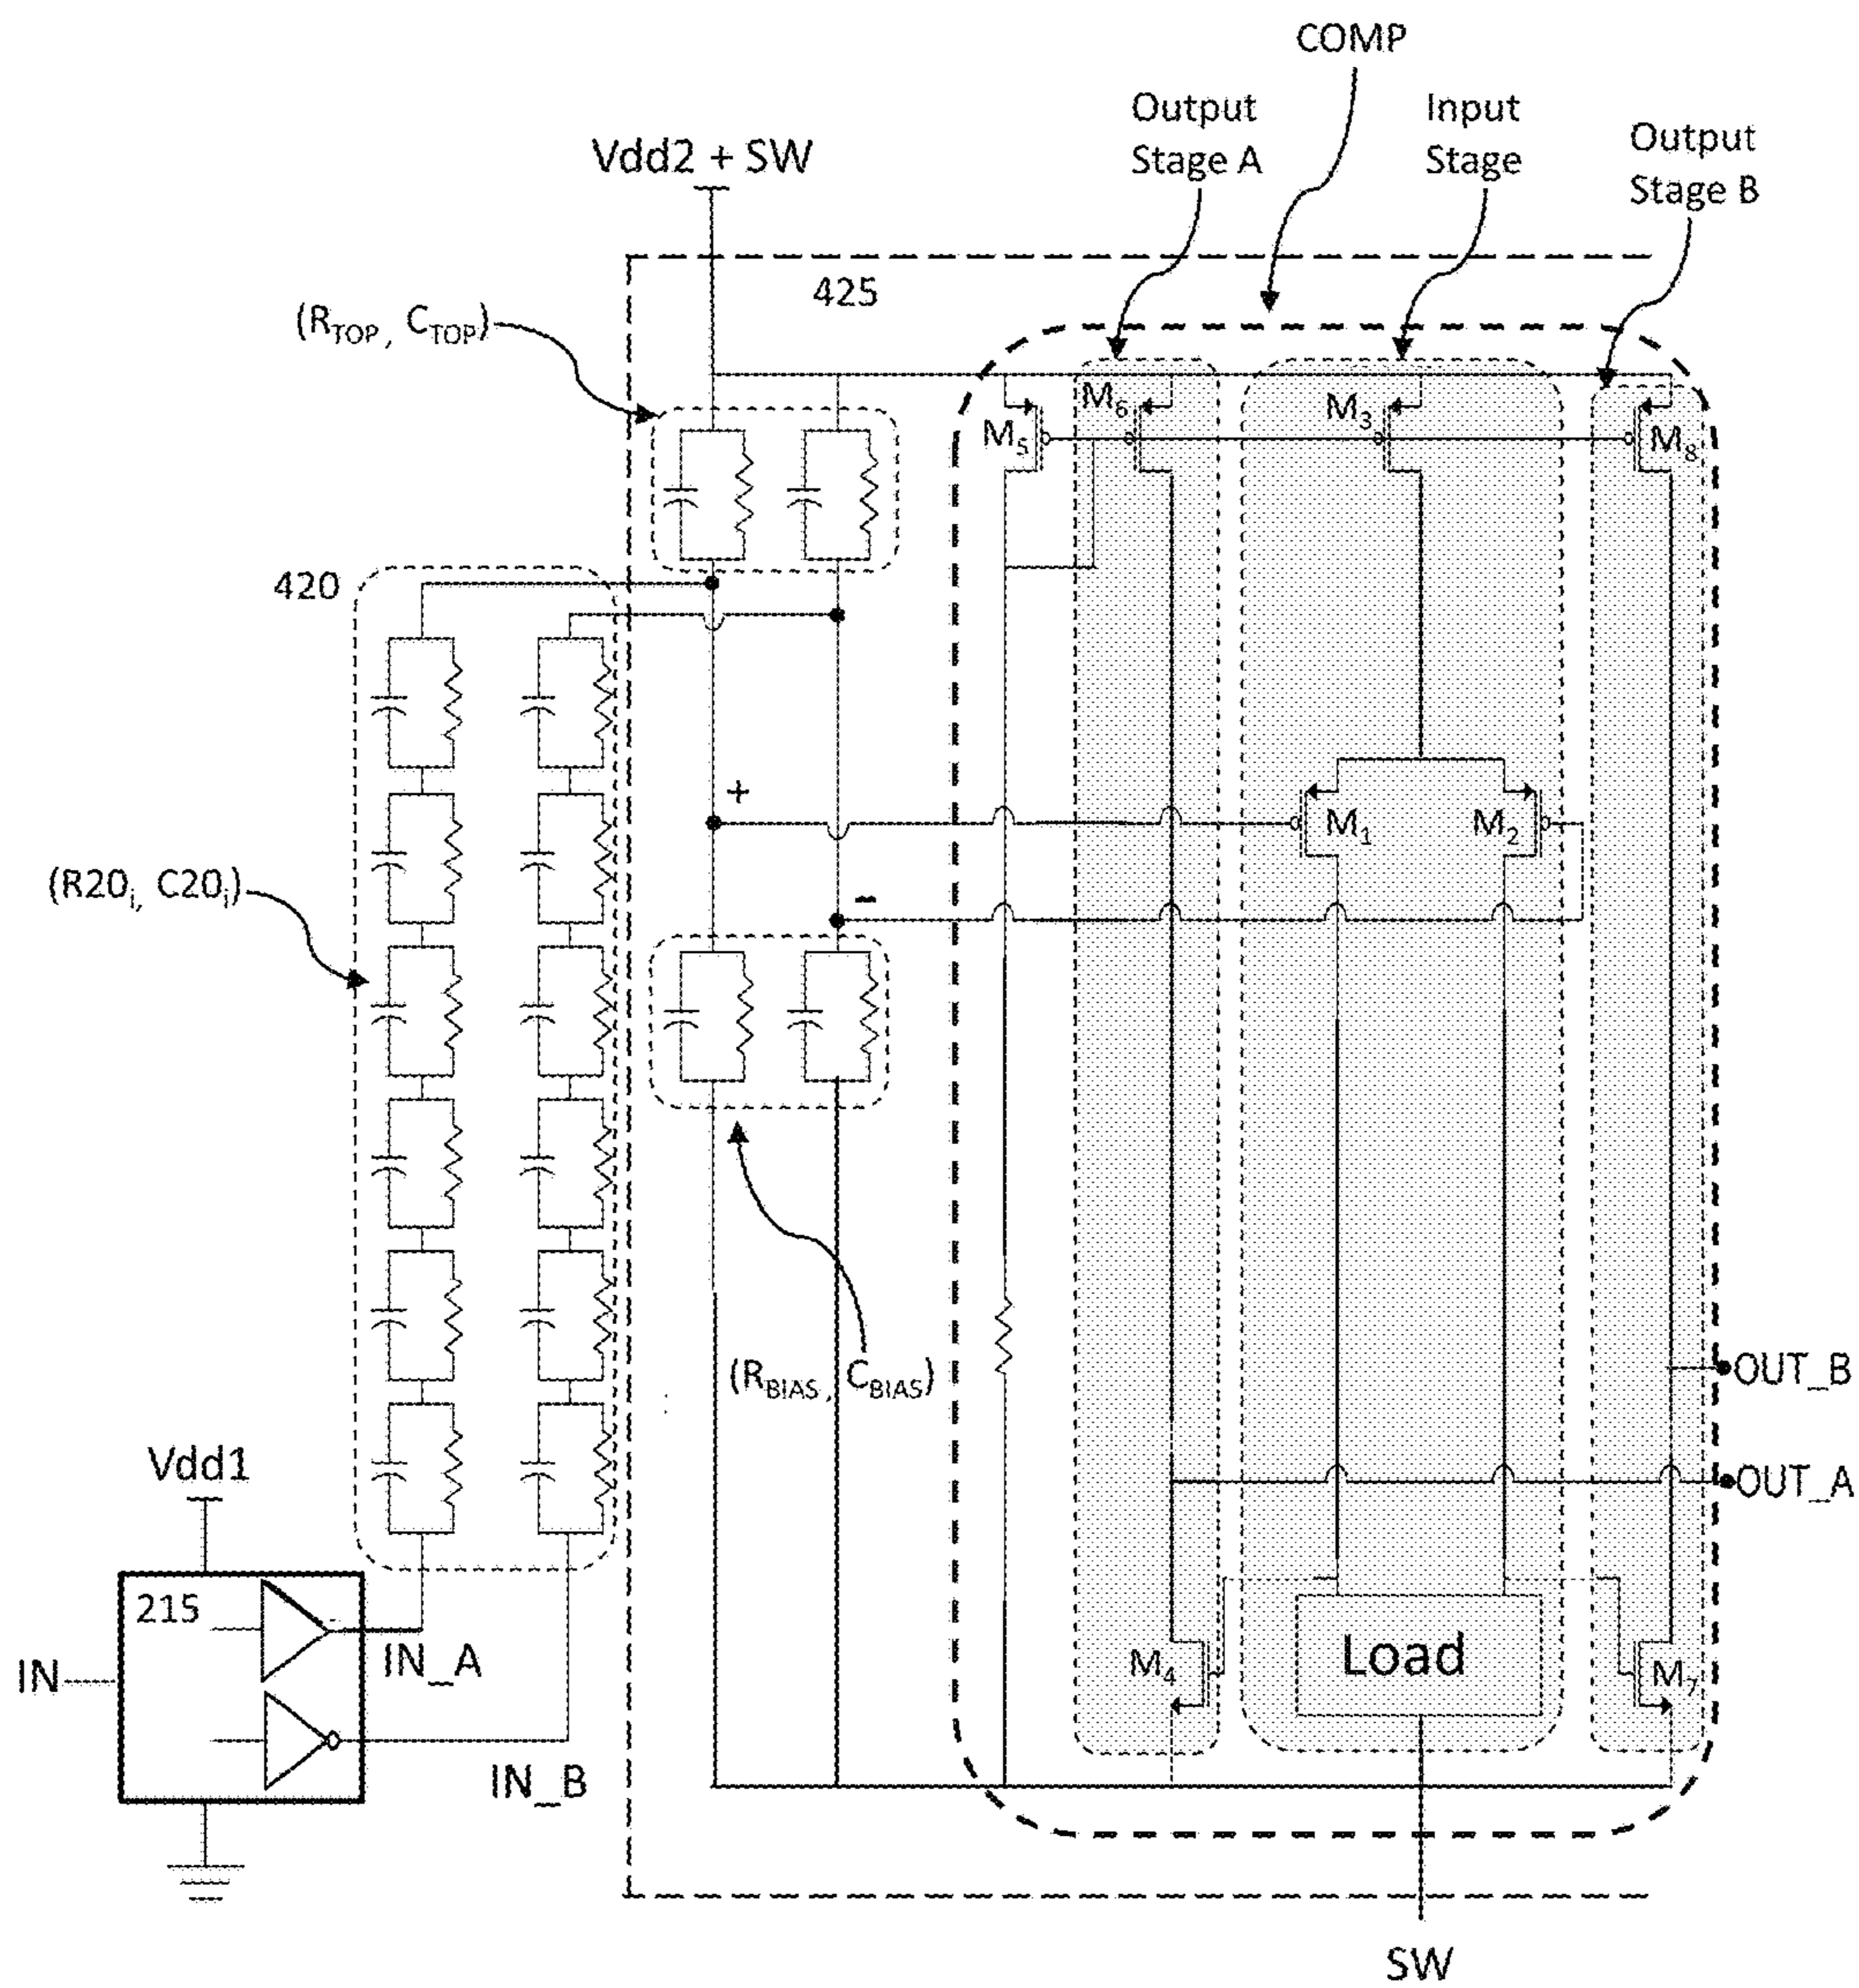 COMP
Output
Stage A
Input
Stage
Output
Stage B
Vdd2 + SW
425
(RTOP, CTOP)
M5
M6
M3
M8
420
+
M1
M2
-
(R20i, C20i)
(RBIAS, CBIAS)
OUT_B
OUT_A
Vdd1
215
IN
IN_A
IN_B
M4
Load
M7
SW